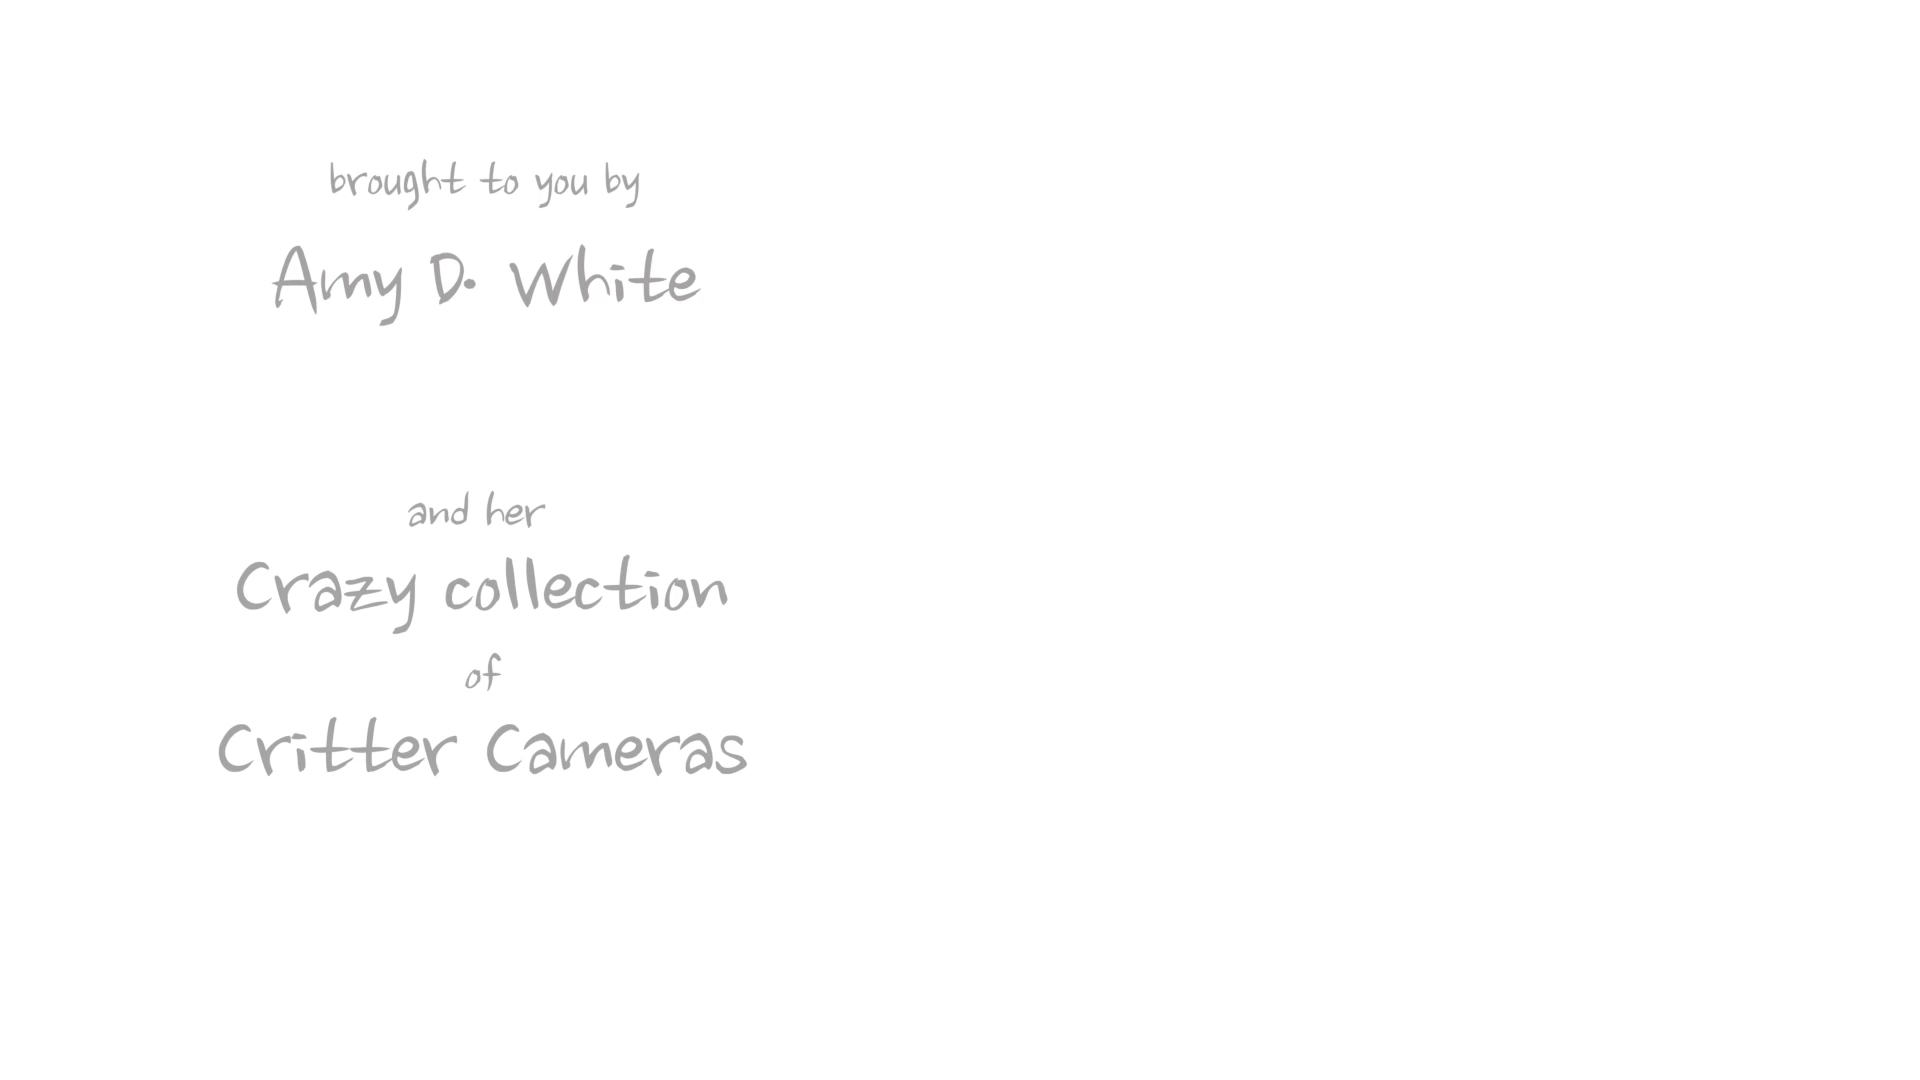 brought to you by
Amy D. White
and her
Crazy collection
of
Critter Cameras